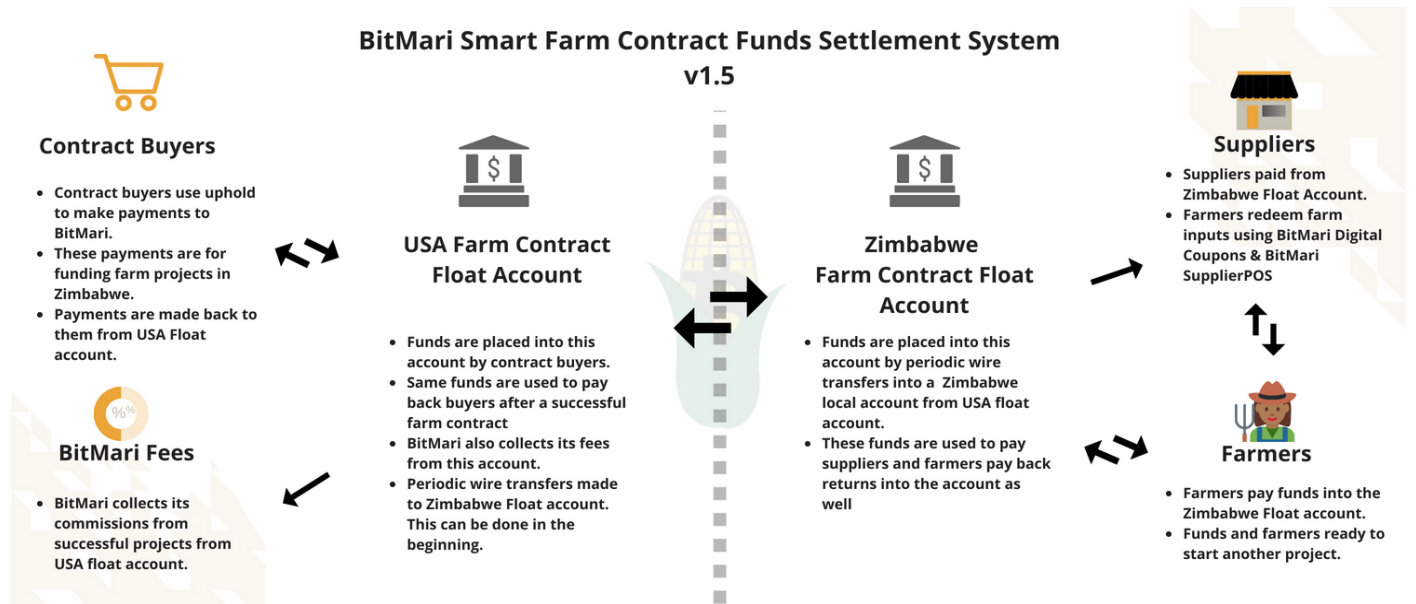 BitMari Smart Farm Contract Funds Settlement System
v1.5
Contract Buyers
• Contract buyers use uphold
to make payments to
BitMari.
• These payments are for
funding farm projects in
Zimbabwe.
• Payments are made back to
them from USA Float
account.
%%
BitMari Fees
• BitMari collects its
commissions from
successful projects from
USA float account.
$
USA Farm Contract
Float Account
• Funds are placed into this
account by contract buyers.
• Same funds are used to pay
back buyers after a successful
farm contract
• BitMari also collects its fees
from this account.
• Periodic wire transfers made
to Zimbabwe Float account.
This can be done in the
beginning.
$
Zimbabwe
Farm Contract Float
Account
• Funds are placed into this
account by periodic wire
transfers into a  Zimbabwe
local account from USA float
account.
• These funds are used to pay
suppliers and farmers pay back
returns into the account as
well
Suppliers
• Suppliers paid from
Zimbabwe Float Account.
• Farmers redeem farm
inputs using BitMari Digital
Coupons & BitMari
SupplierPOS
Farmers
• Farmers pay funds into the
Zimbabwe Float account.
• Funds and farmers ready to
start another project.